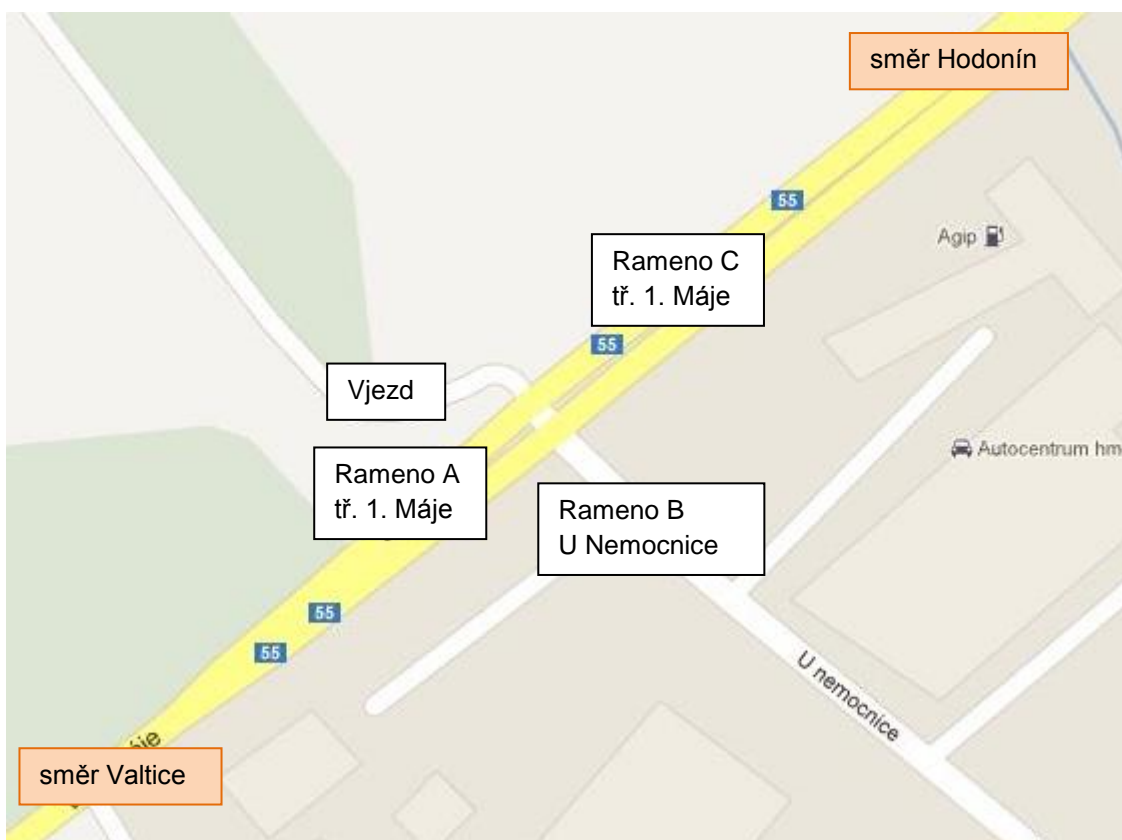 směr Hodonín
55
Rameno C
tř. 1. Máje
Agip
55
Vjezd
Autocentrum hm
Rameno A
tř. 1. Máje
Rameno B
U Nemocnice
55
55
U nemocnice
směr Valtice